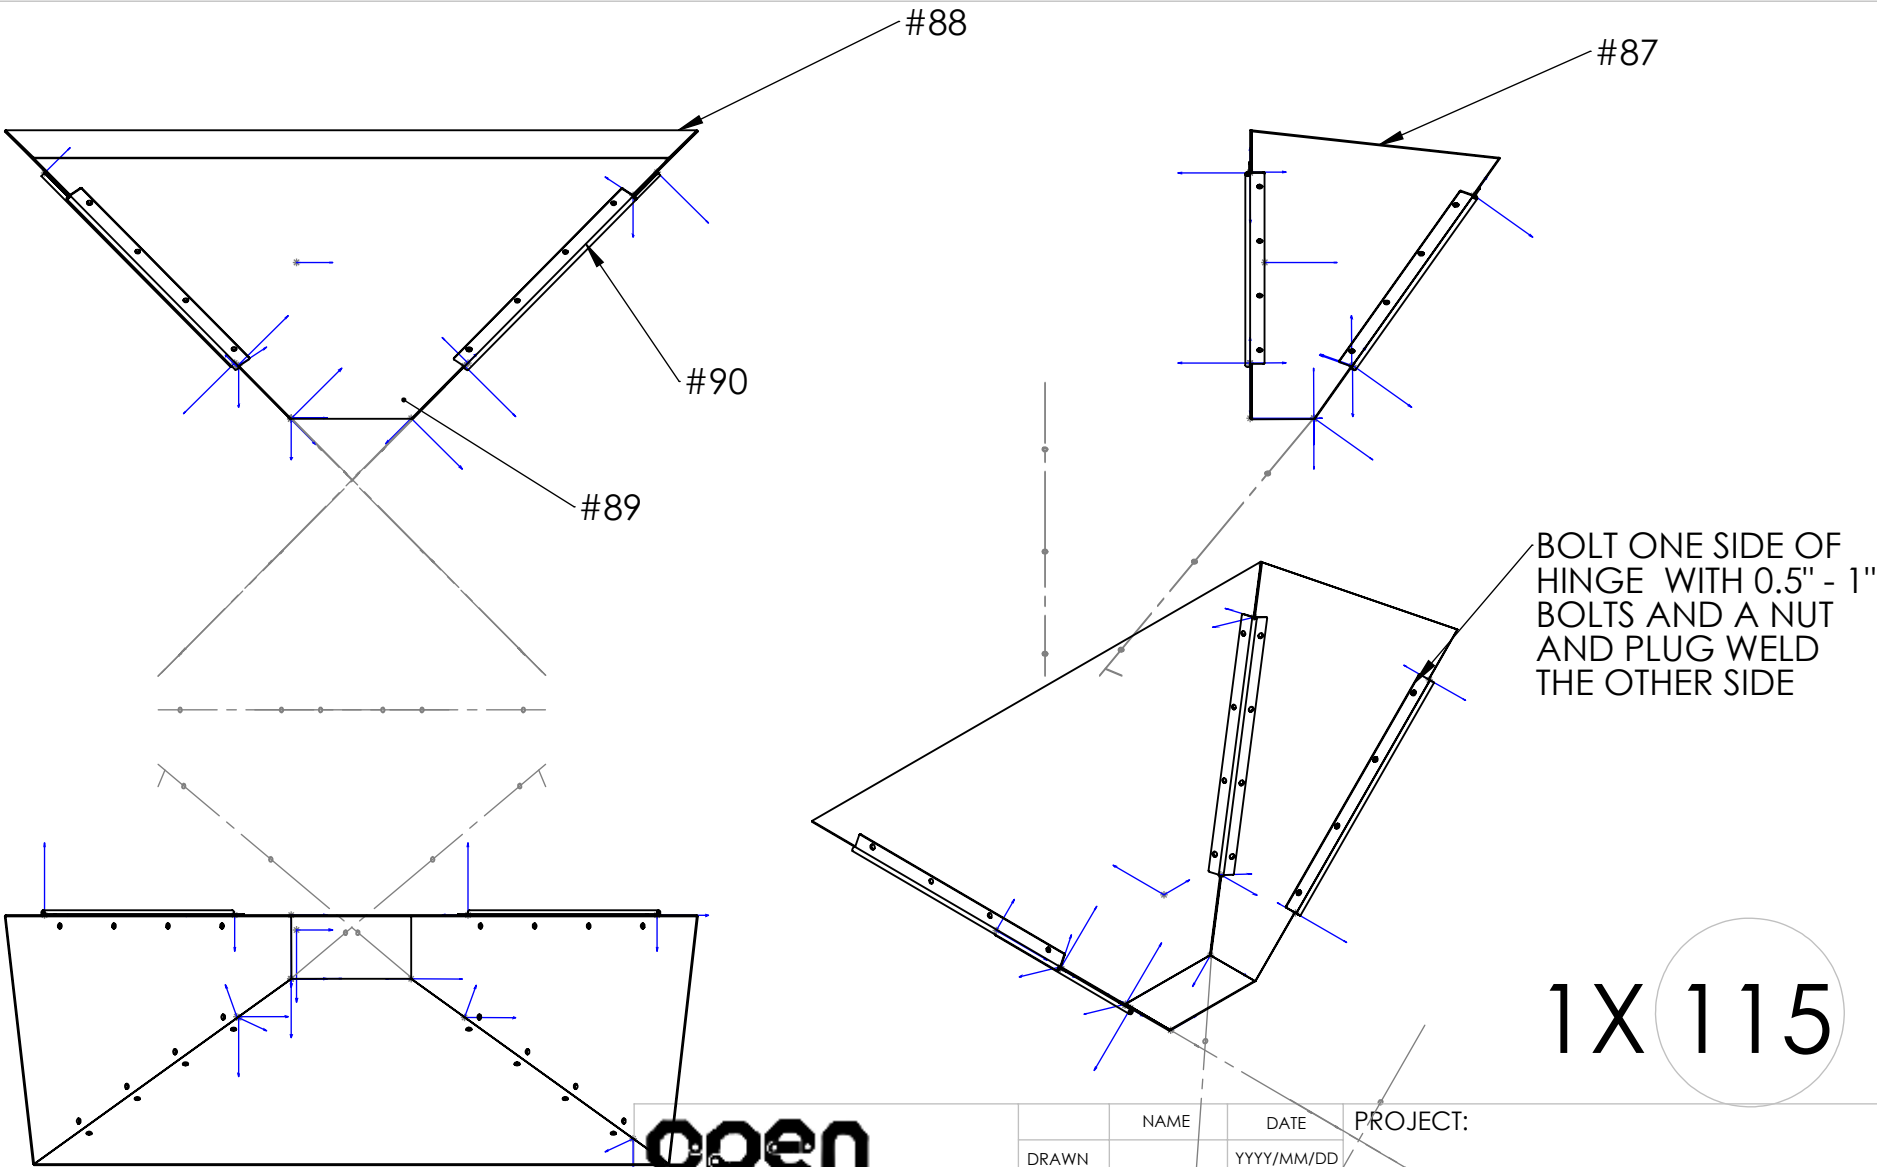 #88
#87
#90
#89
BOLT ONE SIDE OF
HINGE WITH 0.5" - 1"
BOLTS AND A NUT
AND PLUG WELD
THE OTHER SIDE
1X 115
open
NAME DATE PROJECT:
DRAWN YYYY/MM/DD